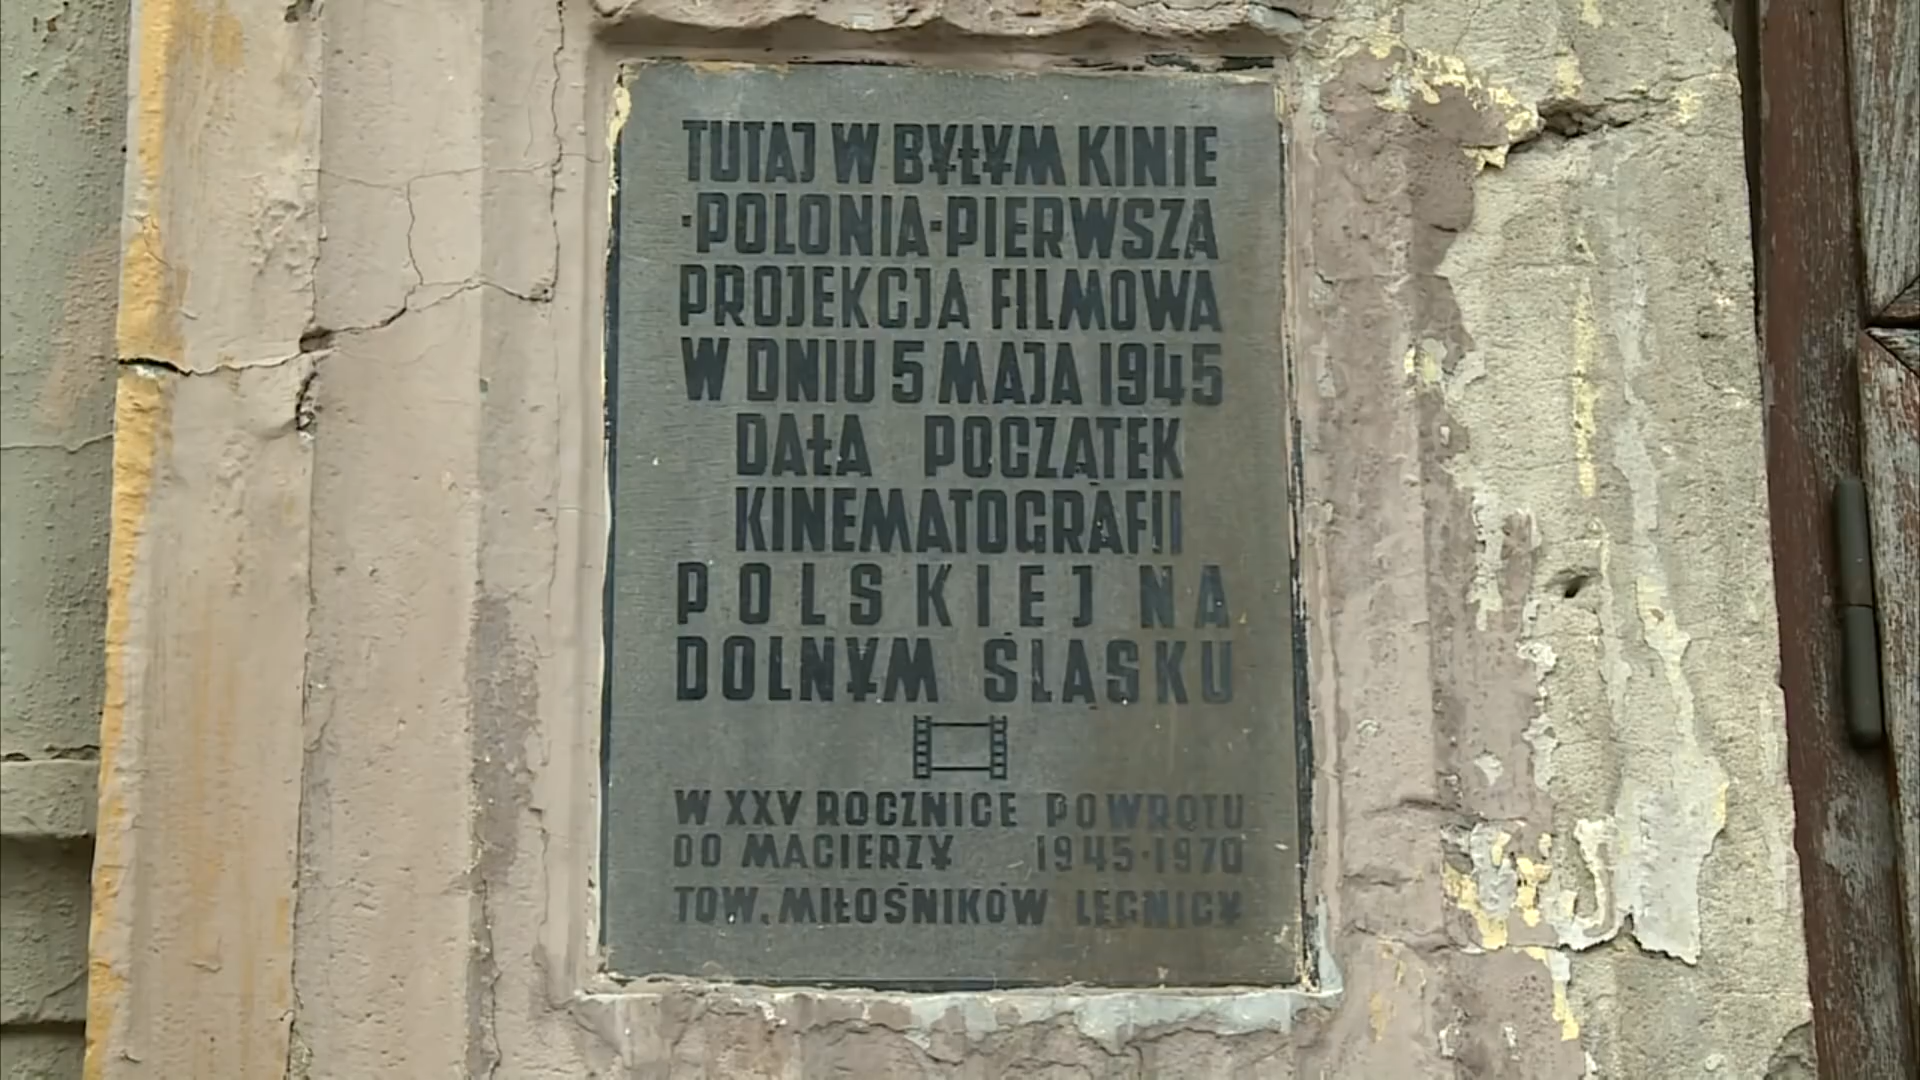 TUTAJ W BYŁYM KINIE
·POLONIA·PIERWSZA
PROJEKCJA FILMOWA
W DNIU 5 MAJA 1945
DAŁA POCZĄTEK
KINEMATOGRAFII
POLSKIEJ NA
DOLNYM ŚLĄSKU
W XXV ROCZNICĘ POWROTU
DO MACIERZY 1945·1970
TOW. MIŁOŚNIKÓW LEGNICY